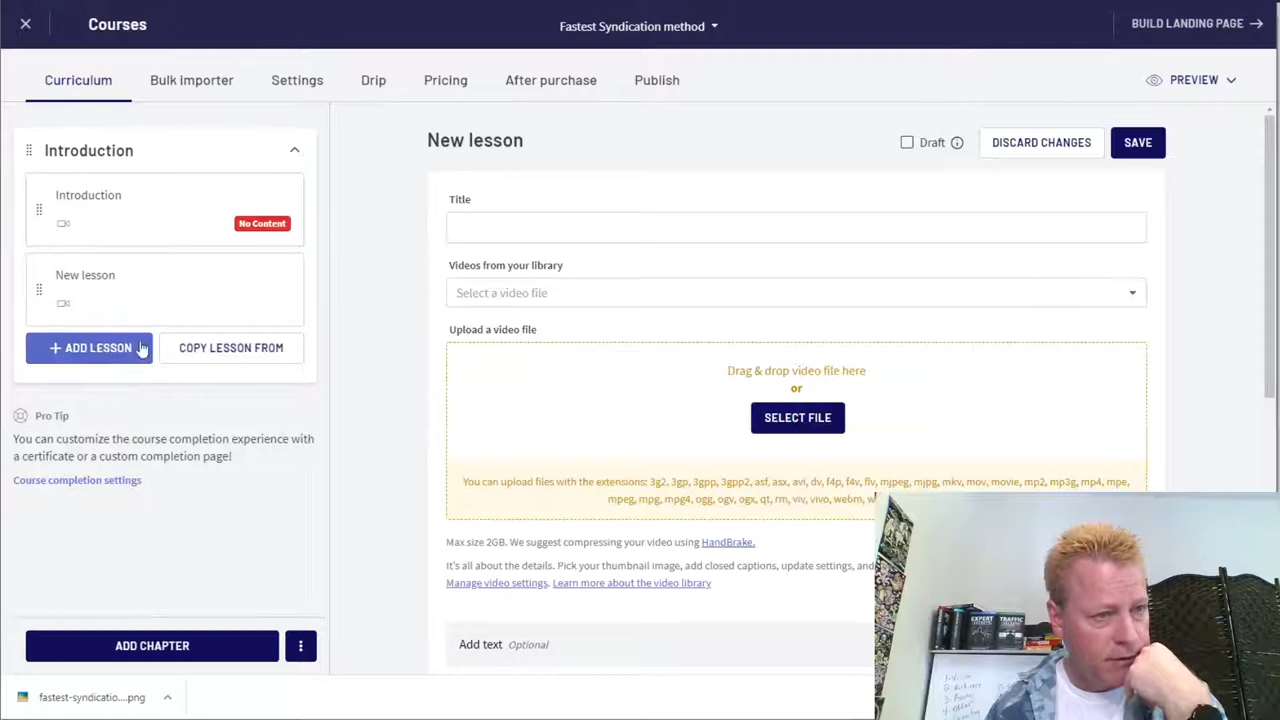 Courses
Fastest Syndication method
BUILD LANDING PAGE
Curriculum
Bulk importer
Settings
Drip
Pricing
After purchase
Publish
PREVIEW
Introduction
Introduction
No Content
New lesson
+ ADD LESSON
COPY LESSON FROM
Pro Tip
You can customize the course completion experience with
a certificate or a custom completion page!
Course completion settings
ADD CHAPTER
New lesson
Draft
DISCARD CHANGES
SAVE
Title
Videos from your library
Select a video file
Upload a video file
Drag & drop video file here
or
SELECT FILE
You can upload files with the extensions: 3g2, 3gp, 3gpp, 3gpp2, asf, asx, avi, dv, f4p, f4v, flv, mjpeg, mjpg, mkv, mov, movie, mp2, mp3g, mp4, mpe,
mpeg, mpg, mpg4, ogg, ogv, ogx, qt, rm, viv, vivo, webm,
Max size 2GB. We suggest compressing your video using HandBrake.
It's all about the details. Pick your thumbnail image, add closed captions, update settings, and
Manage video settings. Learn more about the video library
Add text Optional
fastest-syndicatio....png
EXPERT
TRAFFIC